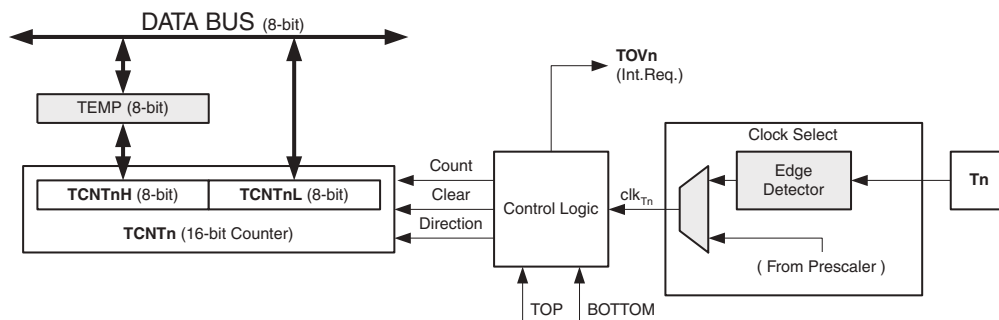 DATA BUS (8-bit)
TOVn
(Int.Req.)
TEMP (8-bit)
Clock Select
Count
Edge
Detector
Tn
TCNTnH (8-bit)
TCNTnL (8-bit)
Clear
Control Logic
clkTn
TCNTn (16-bit Counter)
Direction
( From Prescaler )
TOP
BOTTOM